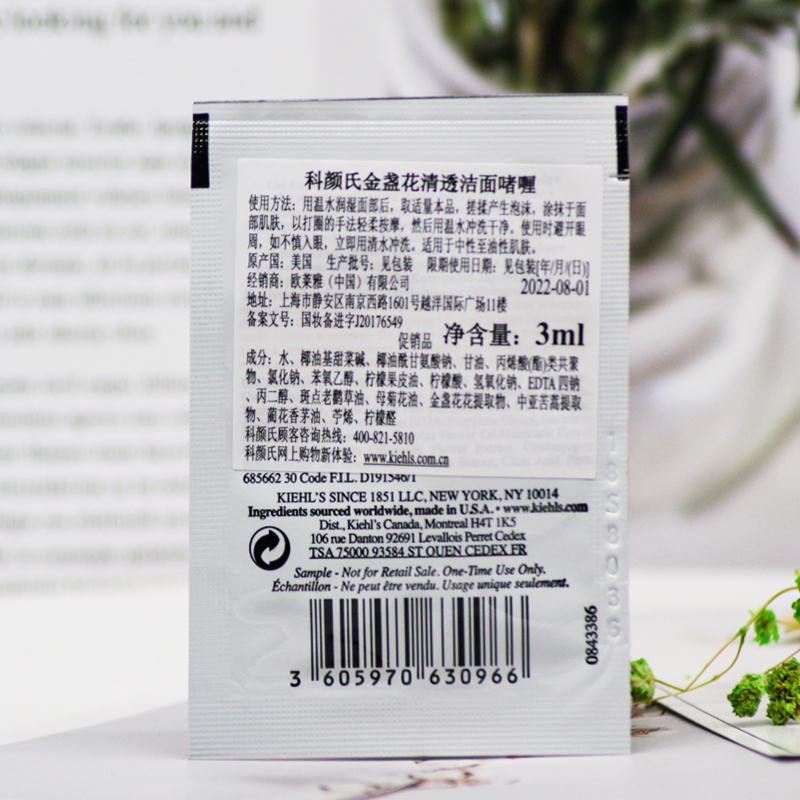 looking for you and
科颜氏金盏花清透洁面啫喱
使用方法：用温水润湿面部后，取适量本品，搓揉产生泡沫，涂抹于面
部肌肤，以打圈的手法轻柔按摩，然后用温水冲洗干净。使用时避开眼
周，如不慎入眼，立即用清水冲洗。适用于中性至油性肌肤。
原产国：美国 生产批号：见包装 限期使用日期：见包装[年/月/(日)]
经销商：欧莱雅（中国）有限公司 2022-08-01
地址：上海市静安区南京西路1601号越洋国际广场11楼
备案文号：国妆备进字J20176549
促销品 净含量：3ml
成分：水、椰油基甜菜碱、椰油酰甘氨酸钠、甘油、丙烯酸(酯)类共聚
物、氯化钠、苯氧乙醇、柠檬果皮油、柠檬酸、氢氧化钠、EDTA 四钠
、丙二醇、斑点老鹳草油、母菊花油、金盏花花提取物、中亚苦蒿提取
物、薰花香茅油、苧烯、柠檬醛
科颜氏顾客咨询热线：400-821-5810
科颜氏网上购物新体验：www.kiehls.com.cn
685662 30 Code F.I.L. D191546/1
KIEHL'S SINCE 1851 LLC, NEW YORK, NY 10014
Ingredients sourced worldwide, made in U.S.A. • www.kiehls.com
Dist., Kiehl's Canada, Montreal H4T 1K5
106 rue Danton 92691 Levallois Perret Cedex
TSA 75000 93584 ST OUEN CEDEX FR
Sample - Not for Retail Sale. One-Time Use Only.
Échantillon - Ne peut être vendu. Usage unique seulement.
0843386
3 605970 630966